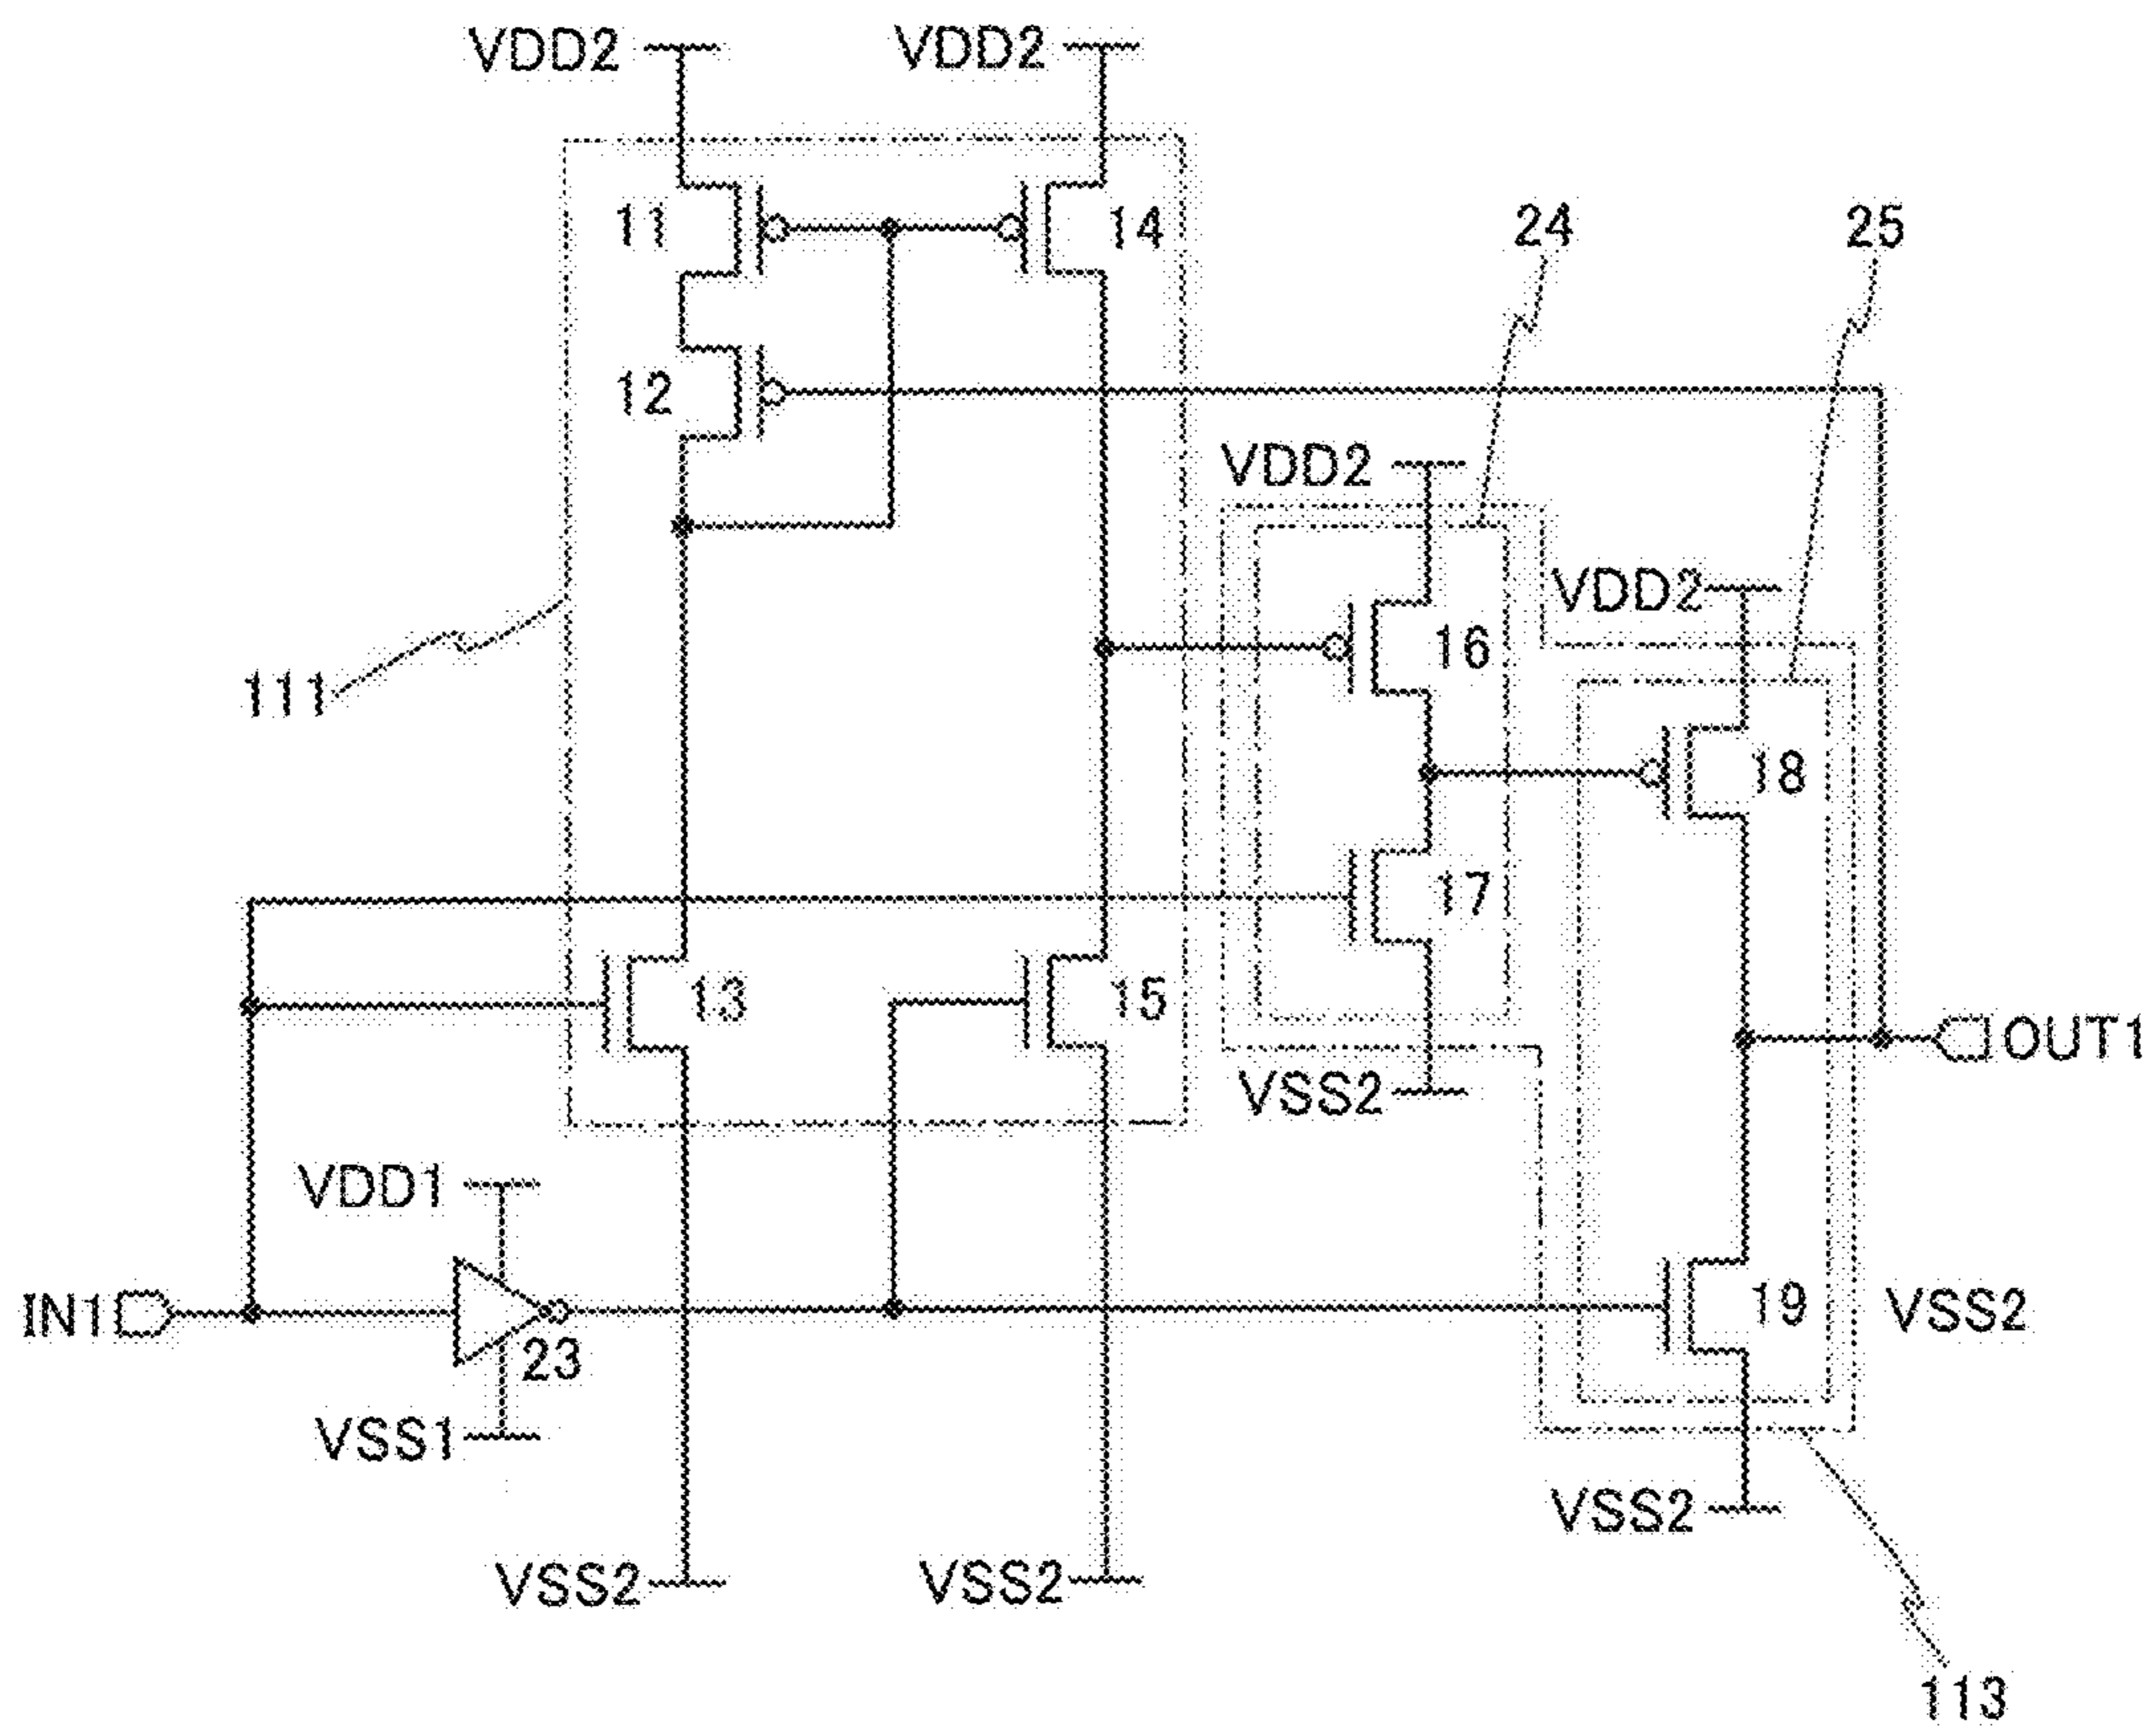 VDD2
VDD2
11
14
24
25
12
VDD2
VDD2
16
111
18
17
13
15
OUT1
VSS2
VDD1
IN1
23
19
VSS2
VSS1
VSS2
VSS2
VSS2
113